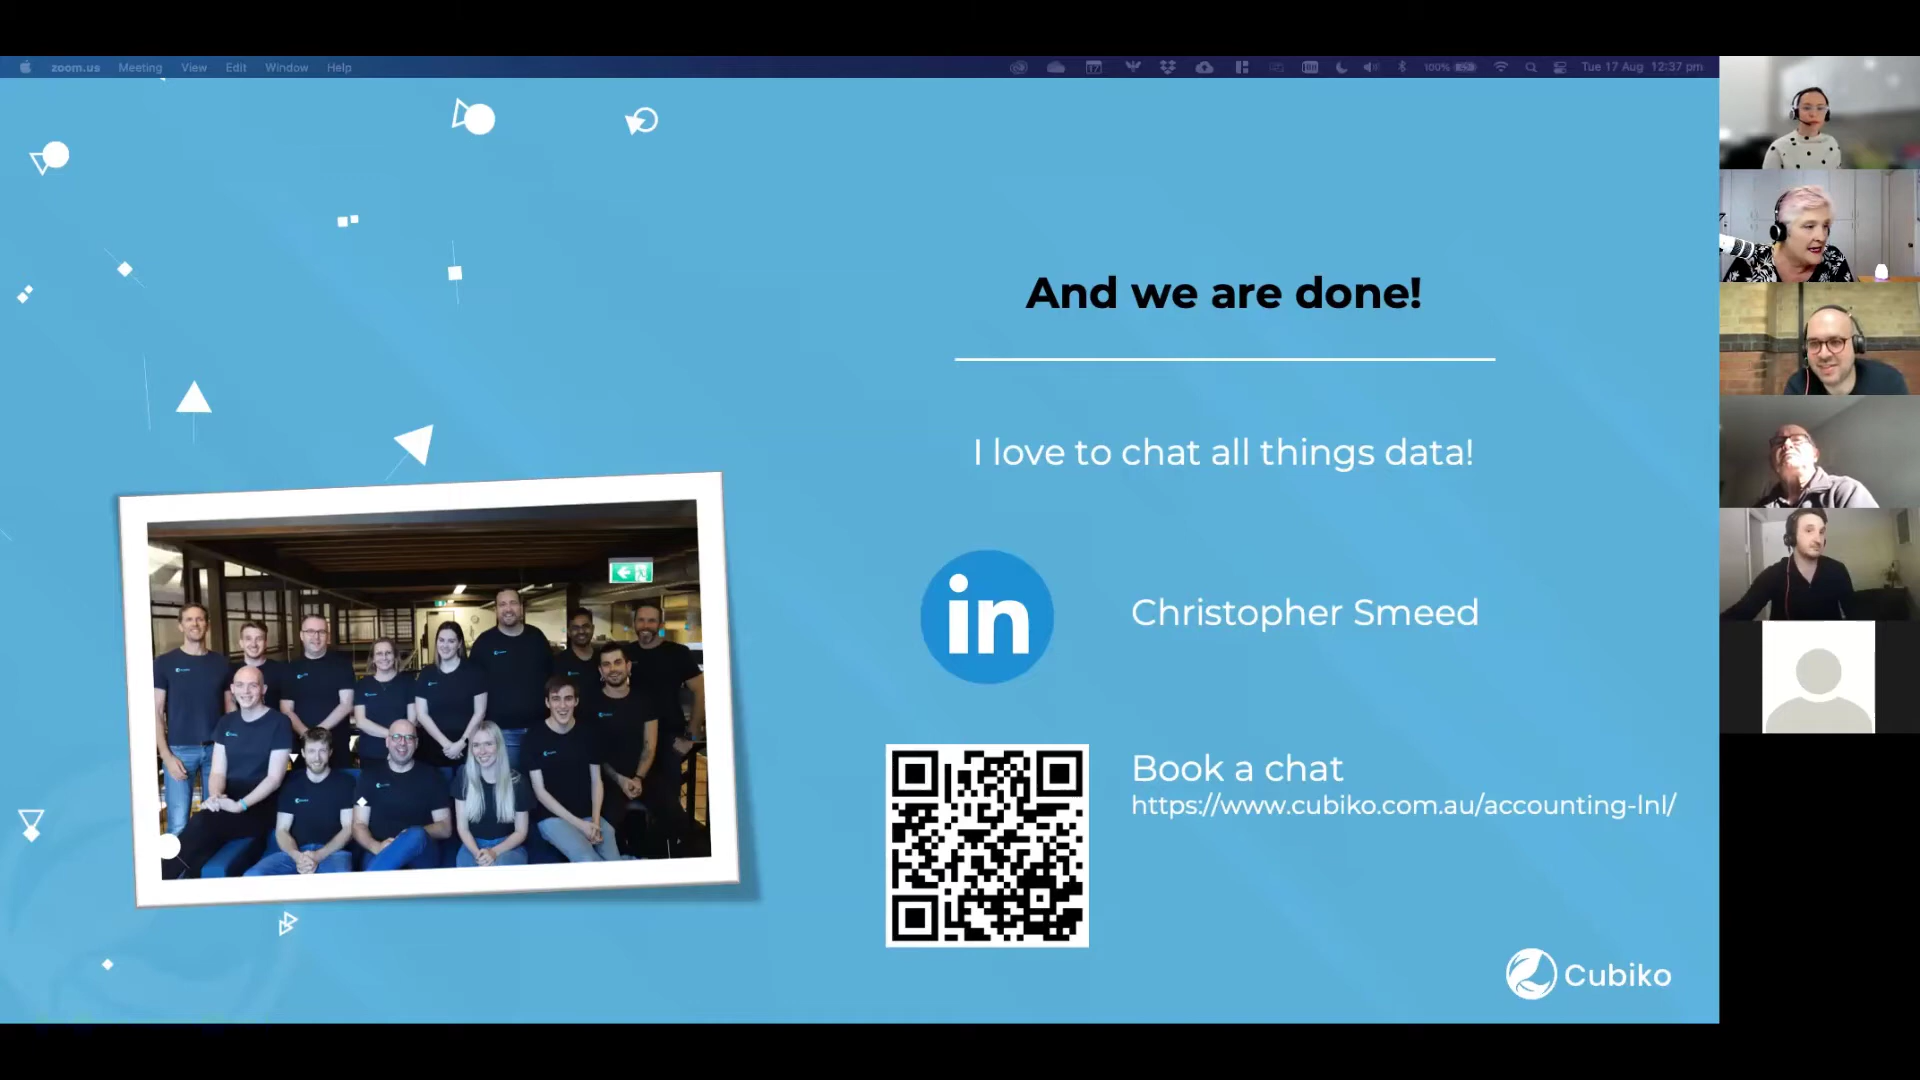 zoom.us Meeting View Edit Window Help 100% Tue 17 Aug 12:37 pm
And we are done!
I love to chat all things data!
in
Christopher Smeed
Book a chat
https://www.cubiko.com.au/accounting-lnl/
Cubiko